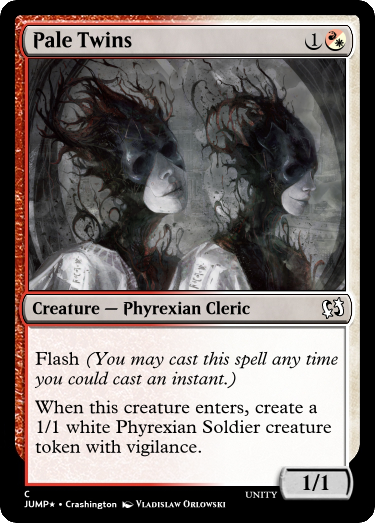 Pale Twins 1
Creature — Phyrexian Cleric
Flash (You may cast this spell any time
you could cast an instant.)
When this creature enters, create a
1/1 white Phyrexian Soldier creature
token with vigilance.
1/1
C
UNITY
JUMP★ • Crashington Vladislaw Orlowski